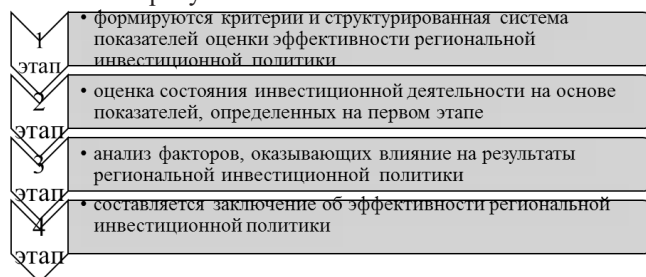 1
этап
• формируются критерии и структурированная система
показателей оценки эффективности региональной
инвестиционной политики
2
этап
• оценка состояния инвестиционной деятельности на основе
показателей, определенных на первом этапе
3
этап
• анализ факторов, оказывающих влияние на результаты
региональной инвестиционной политики
4
этап
• составляется заключение об эффективности региональной
инвестиционной политики